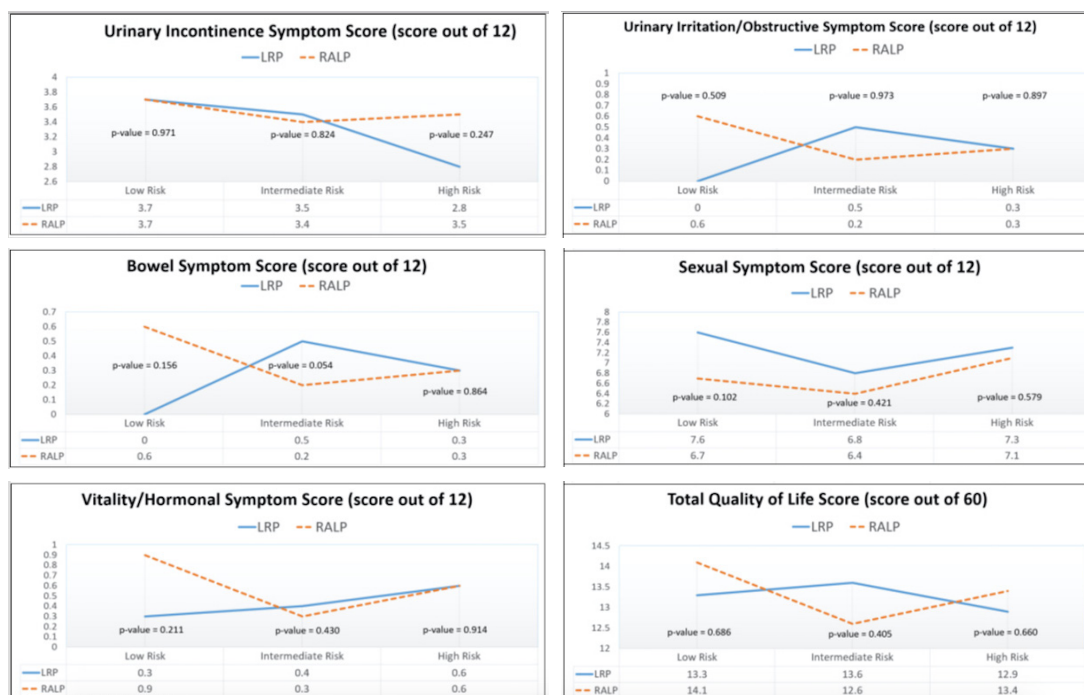 Urinary Incontinence Symptom Score (score out of 12)
LRP RALP
4
3.8
3.6
3.4
3.2
3
2.8
2.6
p-value = 0.971
p-value = 0.824
p-value = 0.247
Low Risk Intermediate Risk High Risk
LRP 3.7 3.5 2.8
RALP 3.7 3.4 3.5
Urinary Irritation/Obstructive Symptom Score (score out of 12)
LRP RALP
1
0.9
0.8
0.7
0.6
0.5
0.4
0.3
0.2
0.1
0
p-value = 0.509
p-value = 0.973
p-value = 0.897
Low Risk Intermediate Risk High Risk
LRP 0 0.5 0.3
RALP 0.6 0.2 0.3
Bowel Symptom Score (score out of 12)
LRP RALP
0.7
0.6
0.5
0.4
0.3
0.2
0.1
0
p-value = 0.156
p-value = 0.054
p-value = 0.864
Low Risk Intermediate Risk High Risk
LRP 0 0.5 0.3
RALP 0.6 0.2 0.3
Sexual Symptom Score (score out of 12)
LRP RALP
8
7.8
7.6
7.4
7.2
7
6.8
6.6
6.4
6.2
6
p-value = 0.102
p-value = 0.421
p-value = 0.579
Low Risk Intermediate Risk High Risk
LRP 7.6 6.8 7.3
RALP 6.7 6.4 7.1
Vitality/Hormonal Symptom Score (score out of 12)
LRP RALP
1
0.9
0.8
0.7
0.6
0.5
0.4
0.3
0.2
0.1
0
p-value = 0.211
p-value = 0.430
p-value = 0.914
Low Risk Intermediate Risk High Risk
LRP 0.3 0.4 0.6
RALP 0.9 0.3 0.6
Total Quality of Life Score (score out of 60)
LRP RALP
14.5
14
13.5
13
12.5
12
p-value = 0.686
p-value = 0.405
p-value = 0.660
Low Risk Intermediate Risk High Risk
LRP 13.3 13.6 12.9
RALP 14.1 12.6 13.4